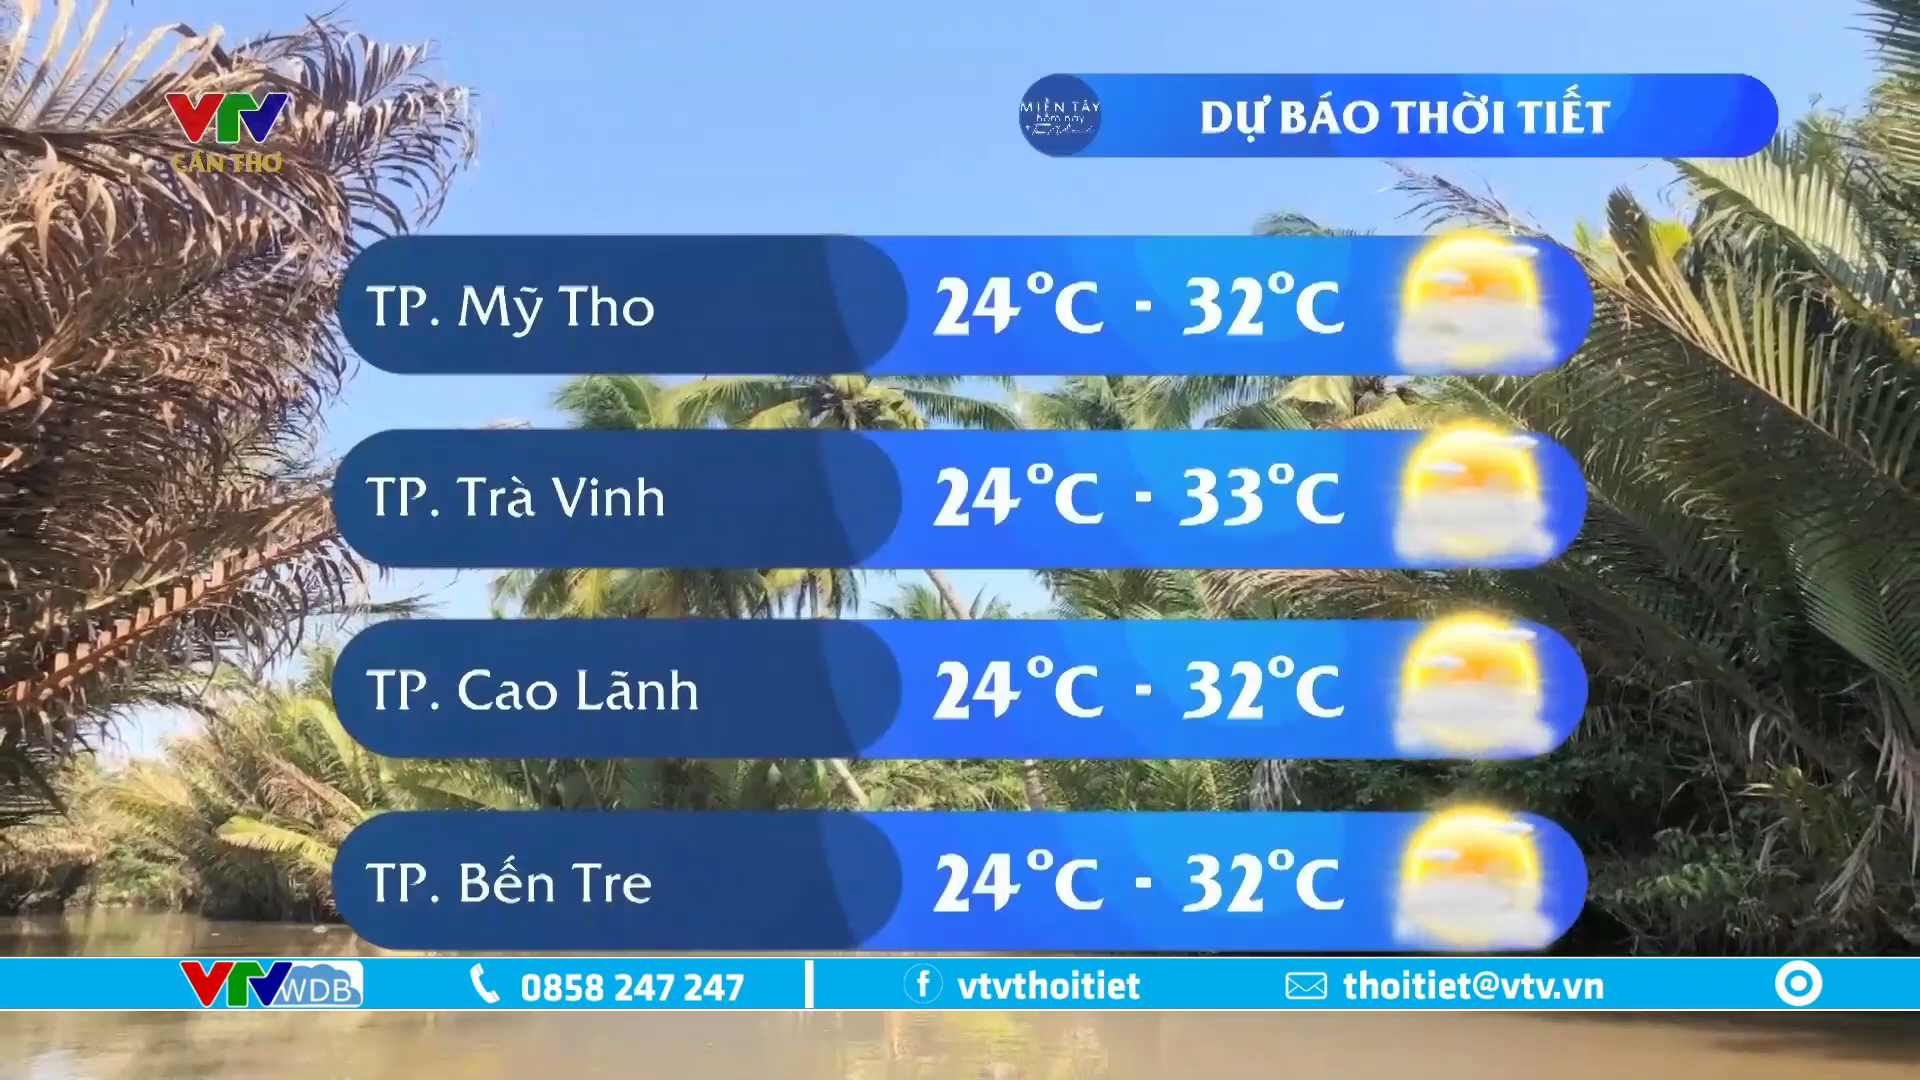 VTV
CẦN THƠ
MIỀN TÂY
hôm nay
DỰ BÁO THỜI TIẾT
TP. Mỹ Tho 24°C - 32°C
TP. Trà Vinh 24°C - 33°C
TP. Cao Lãnh 24°C - 32°C
TP. Bến Tre 24°C - 32°C
VTV WDB 0858 247 247 vtvthoitiet thoitiet@vtv.vn